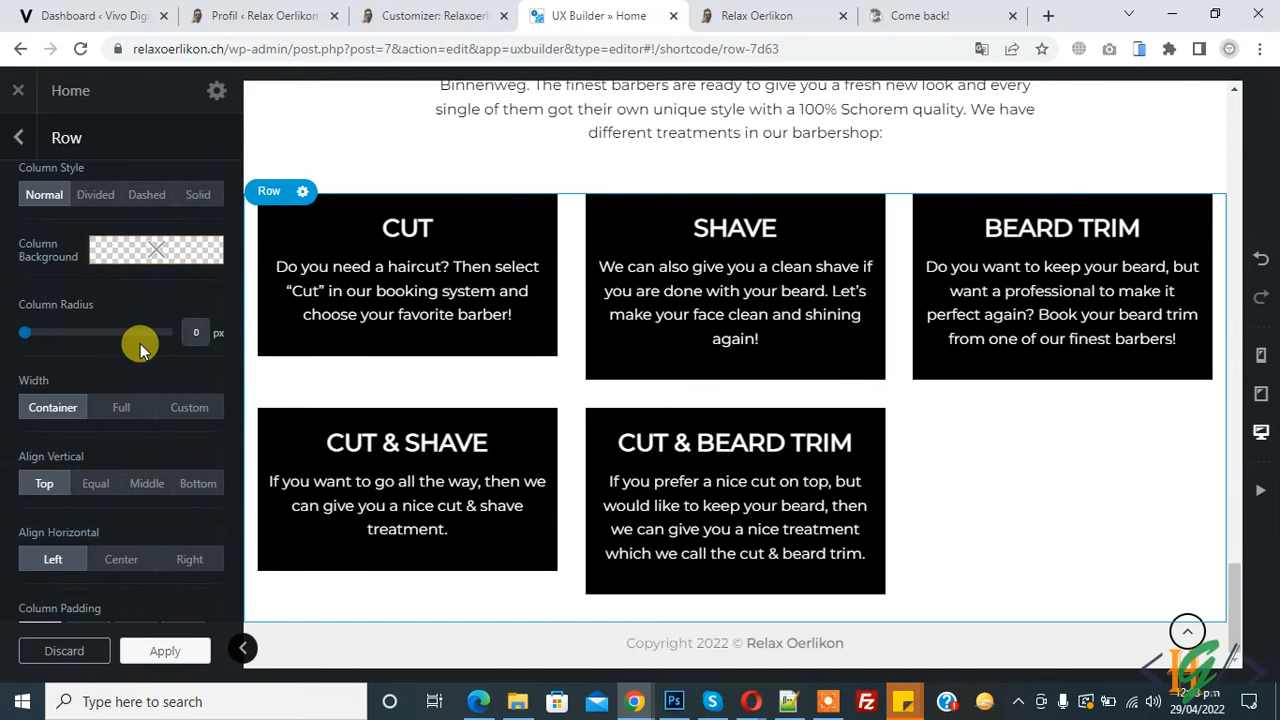 Vivo Digi
Profil ‹ RelaxOerlikon
Customizer: Relaxoerl
UX Builder » Home
Relax Oerlikon
Come back!
relaxoerlikon.ch/wp-admin/post.php?post=7&action=edit&app=uxbuilder&type=editor#!/shortcode/row-7d63
Home
Row
Column Style
Normal Divided Dashed Solid
Column
Background
Column Radius
0 px
Width
Container Full Custom
Align Vertical
Top Equal Middle Bottom
Align Horizontal
Left Center Right
Column Padding
Discard Apply
Binnenweg. The finest barbers are ready to give you a fresh new look and every
single of them got their own unique style with a 100% Schorem quality. We have
different treatments in our barbershop:
Row
CUT
Do you need a haircut? Then select
“Cut” in our booking system and
choose your favorite barber!
SHAVE
We can also give you a clean shave if
you are done with your beard. Let’s
make your face clean and shining
again!
BEARD TRIM
Do you want to keep your beard, but
want a professional to make it
perfect again? Book your beard trim
from one of our finest barbers!
CUT & SHAVE
If you want to go all the way, then we
can give you a nice cut & shave
treatment.
CUT & BEARD TRIM
If you prefer a nice cut on top, but
would like to keep your beard, then
we can give you a nice treatment
which we call the cut & beard trim.
Copyright 2022 © Relax Oerlikon
Type here to search
29/04/2022